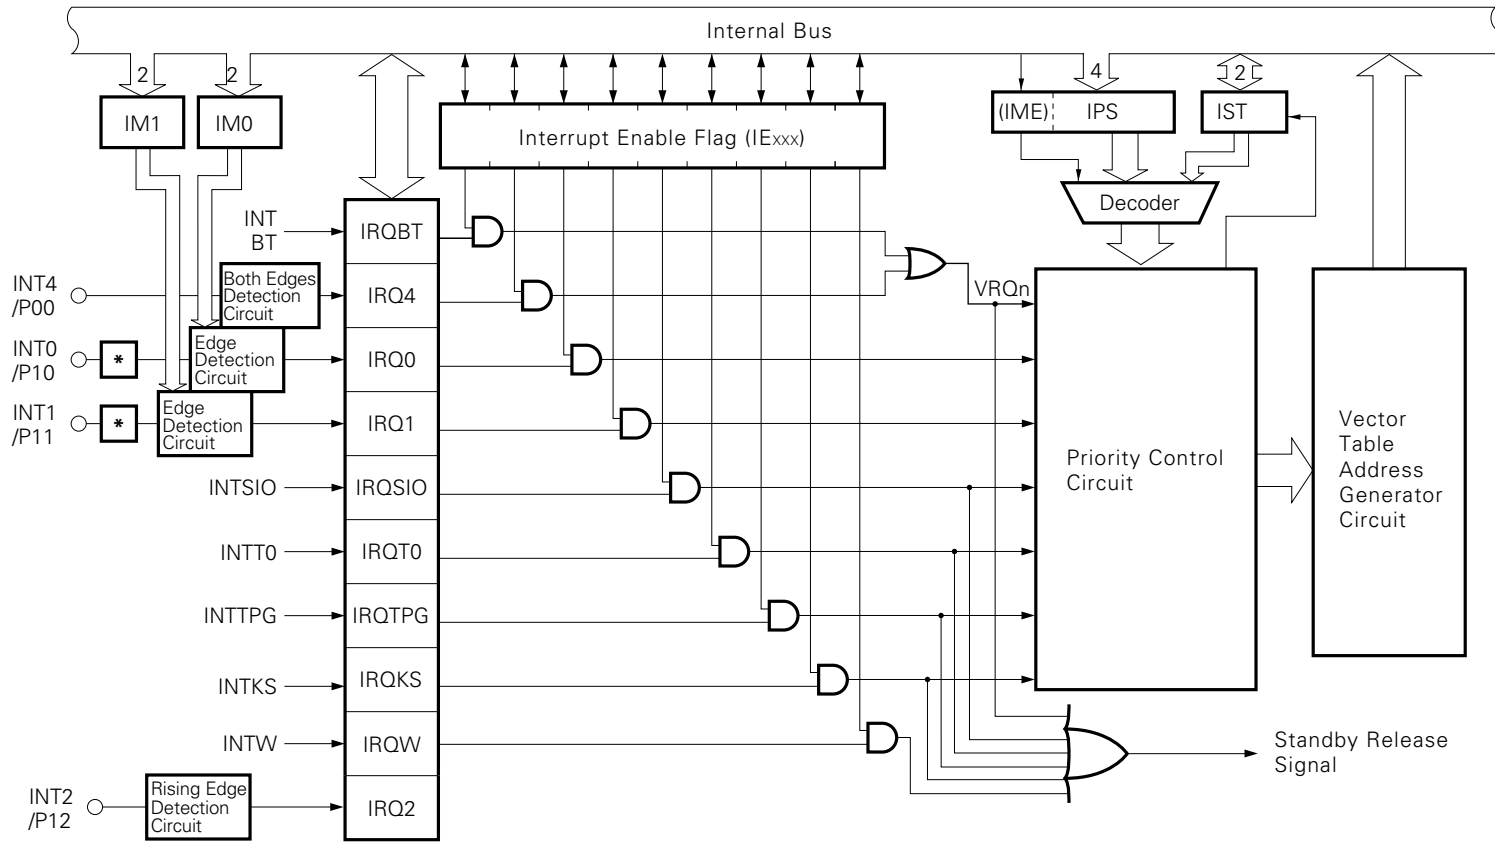 Internal Bus
2
2
4
2
IM1
IM0
Interrupt Enable Flag (IExxx)
(IME)
IPS
IST
Decoder
INT
BT
IRQBT
INT4
/P00
Both Edges
Detection
Circuit
IRQ4
VRQn
INT0
/P10
*
Edge
Detection
Circuit
IRQ0
INT1
/P11
*
Edge
Detection
Circuit
IRQ1
Priority Control
Circuit
Vector
Table
Address
Generator
Circuit
INTSIO
IRQSIO
INTT0
IRQT0
INTTPG
IRQTPG
INTKS
IRQKS
INTW
IRQW
Standby Release
Signal
INT2
/P12
Rising Edge
Detection
Circuit
IRQ2